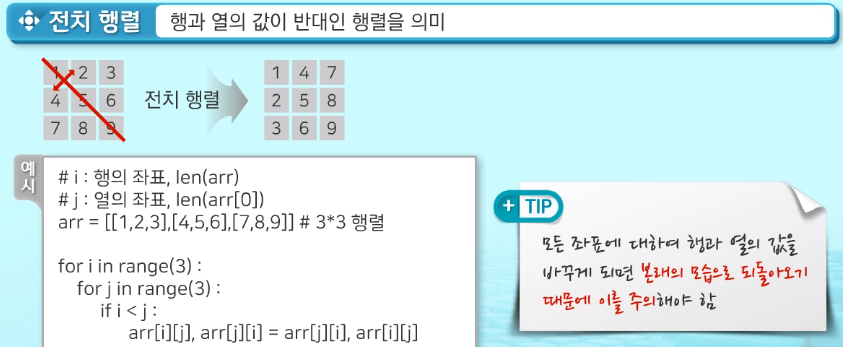 전치 행렬 행과 열의 값이 반대인 행렬을 의미
1 2 3
4 5 6
7 8 9
전치 행렬
1 4 7
2 5 8
3 6 9
예시
# i : 행의 좌표, len(arr)
# j : 열의 좌표, len(arr[0])
arr = [[1,2,3],[4,5,6],[7,8,9]] # 3*3 행렬
for i in range(3) :
for j in range(3) :
if i < j :
arr[i][j], arr[j][i] = arr[j][i], arr[i][j]
+ TIP
모든 좌표에 대하여 행과 열의 값을
바꾸게 되면 본래의 모습으로 되돌아오기
때문에 이를 주의해야 함